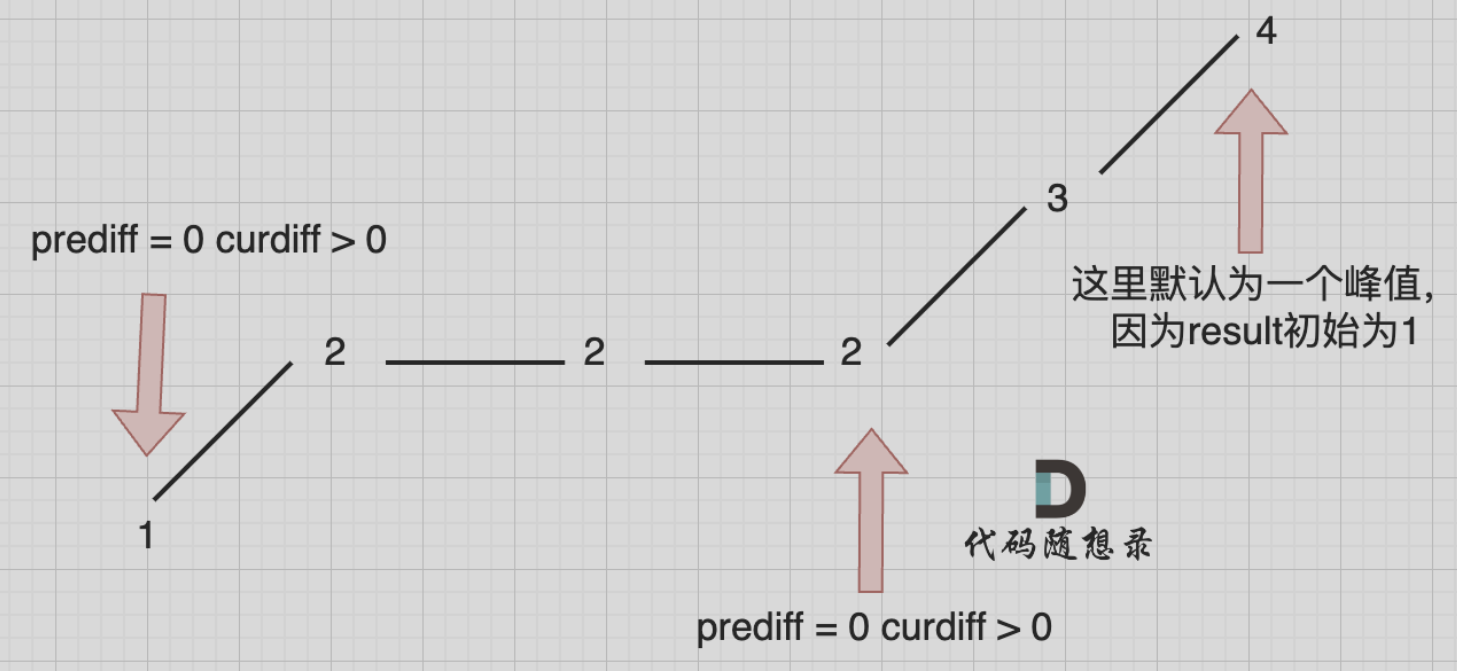 4
3
prediff = 0 curdiff > 0
这里默认为一个峰值，
因为result初始为1
2 2 2
1
代码随想录
prediff = 0 curdiff > 0